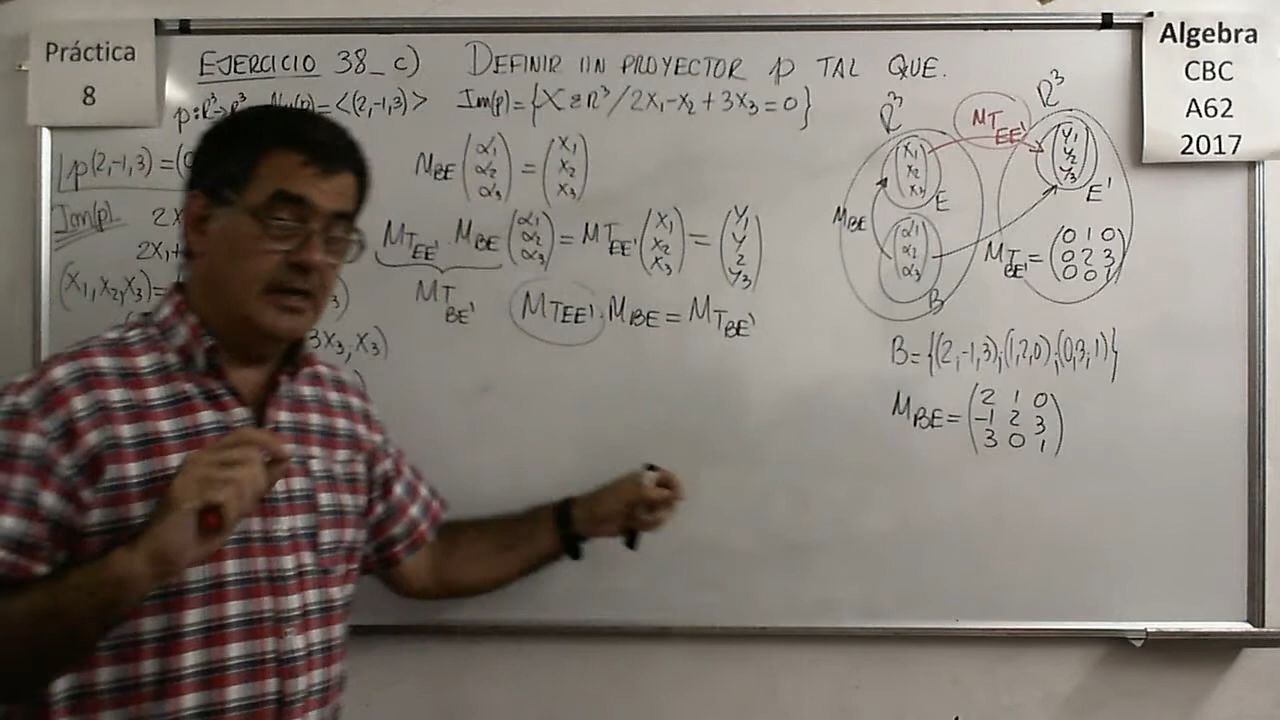 Práctica
8
Algebra
CBC
A62
2017
EJERCICIO 38_c) DEFINIR UN PROYECTOR p TAL QUE.
p:R³→R³ Nu(p)=<(2,-1,3)> Im(p)={X∈R³/2X₁-X₂+3X₃=0}
p(2,-1,3)=(0
Im(p). 2X
2X₁+
(X₁,X₂,X₃)=
3X₃,X₃)
M_BE (α₁ α₂ α₃) = (X₁ X₂ X₃)
MT_EE' . M_BE (α₁ α₂ α₃) = MT_EE' (X₁ X₂ X₃) = (Y₁ Y₂ Y₃)
MT_BE'
MTEE'.MBE=MT_BE'
R³
MT_EE'
R³
X₁
X₂
X₃
E
Y₁
Y₂
Y₃
E'
M_BE
α₁
α₂
α₃
B
MT_BE'=
0 1 0
0 2 3
0 0 1
B={(2,-1,3);(1,2,0);(0,3,1)}
M_BE=
2 1 0
-1 2 3
3 0 1